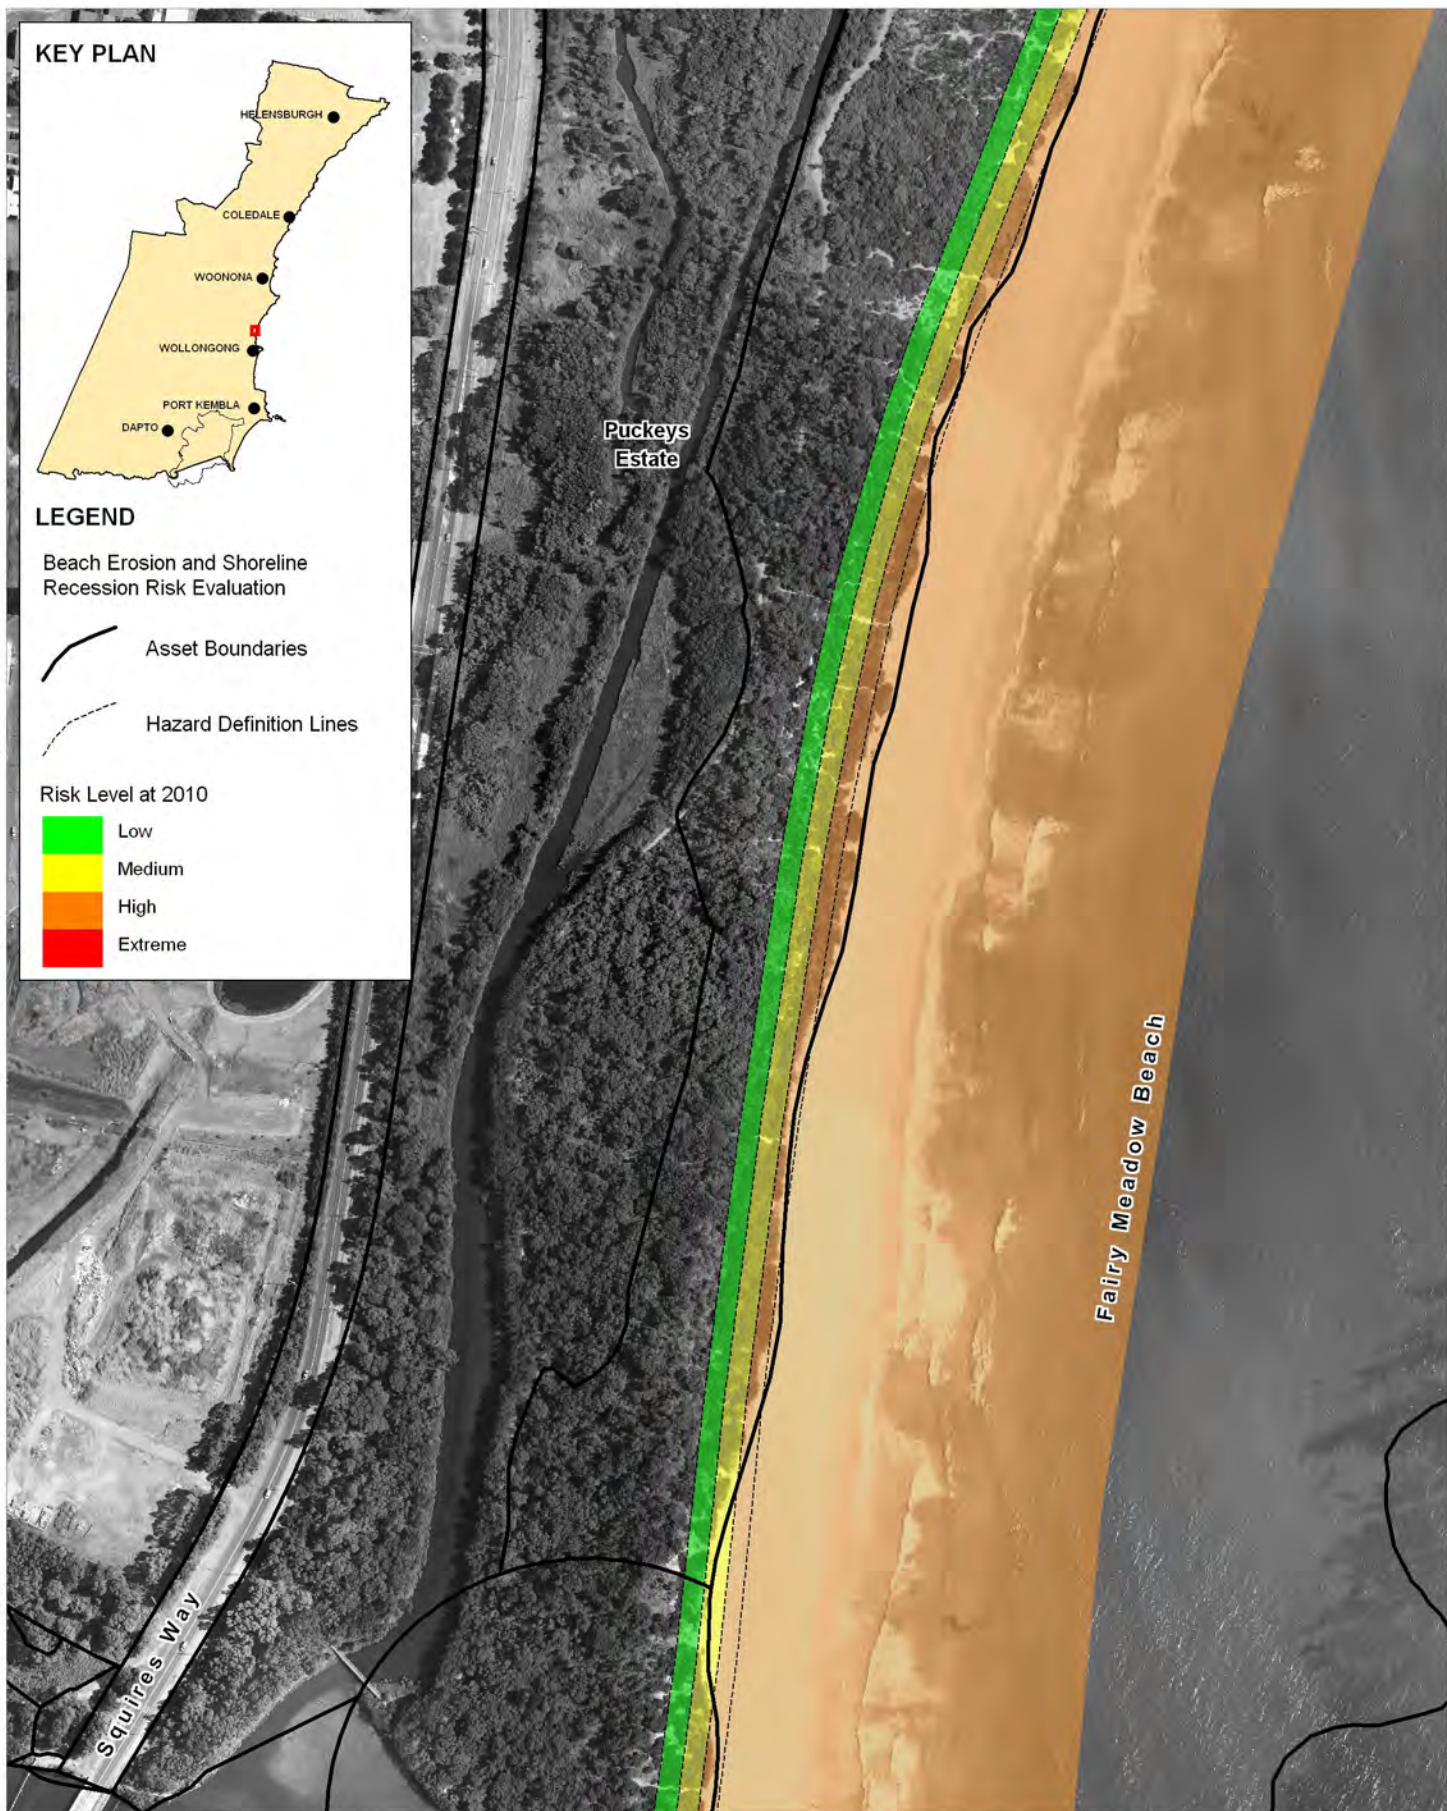 KEY PLAN
HELENSBURGH
COLEDALE
WOONONA
WOLLONGONG
PORT KEMBLA
DAPTO
LEGEND
Beach Erosion and Shoreline
Recession Risk Evaluation
Asset Boundaries
Hazard Definition Lines
Risk Level at 2010
Low
Medium
High
Extreme
Puckeys
Estate
Fairy Meadow Beach
Squires Way